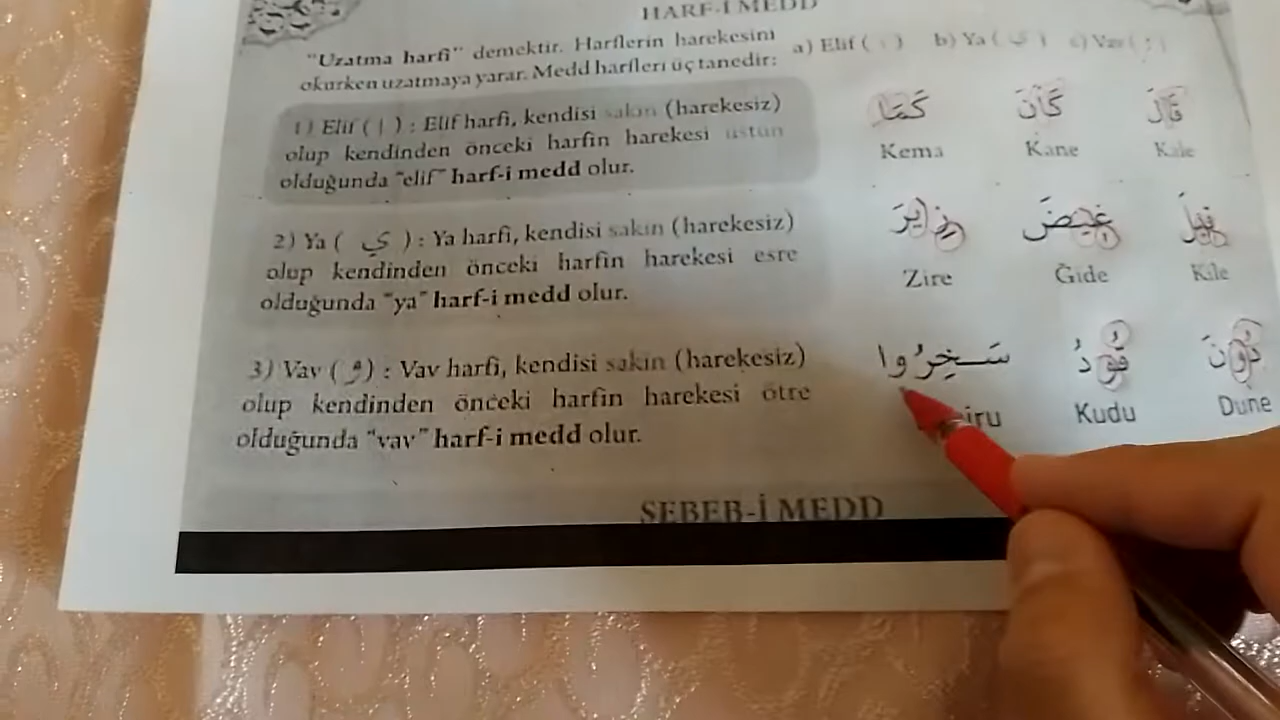 HARF-İ MEDD
"Uzatma harfi" demektir. Harflerin harekesini
okurken uzatmaya yarar. Medd harfleri üç tanedir:
a) Elif ( ا ) b) Ya ( ي ) c) Vav ( و )
1) Elif ( ا ) : Elif harfi, kendisi sakin (harekesiz)
olup kendinden önceki harfin harekesi üstün
olduğunda "elif" harf-i medd olur.
كَمَا كَانَ قَالَ
Kema Kane Kale
2) Ya ( ي ) : Ya harfi, kendisi sakin (harekesiz)
olup kendinden önceki harfin harekesi esre
olduğunda "ya" harf-i medd olur.
غِيضَ قِيلَ
Zire Ğide Kile
3) Vav ( و ) : Vav harfi, kendisi sakin (harekesiz)
olup kendinden önceki harfin harekesi ötre
olduğunda "vav" harf-i medd olur.
سَخِرُوا قُودُ دُونَ
Kudu Dune
SEBEB-İ MEDD